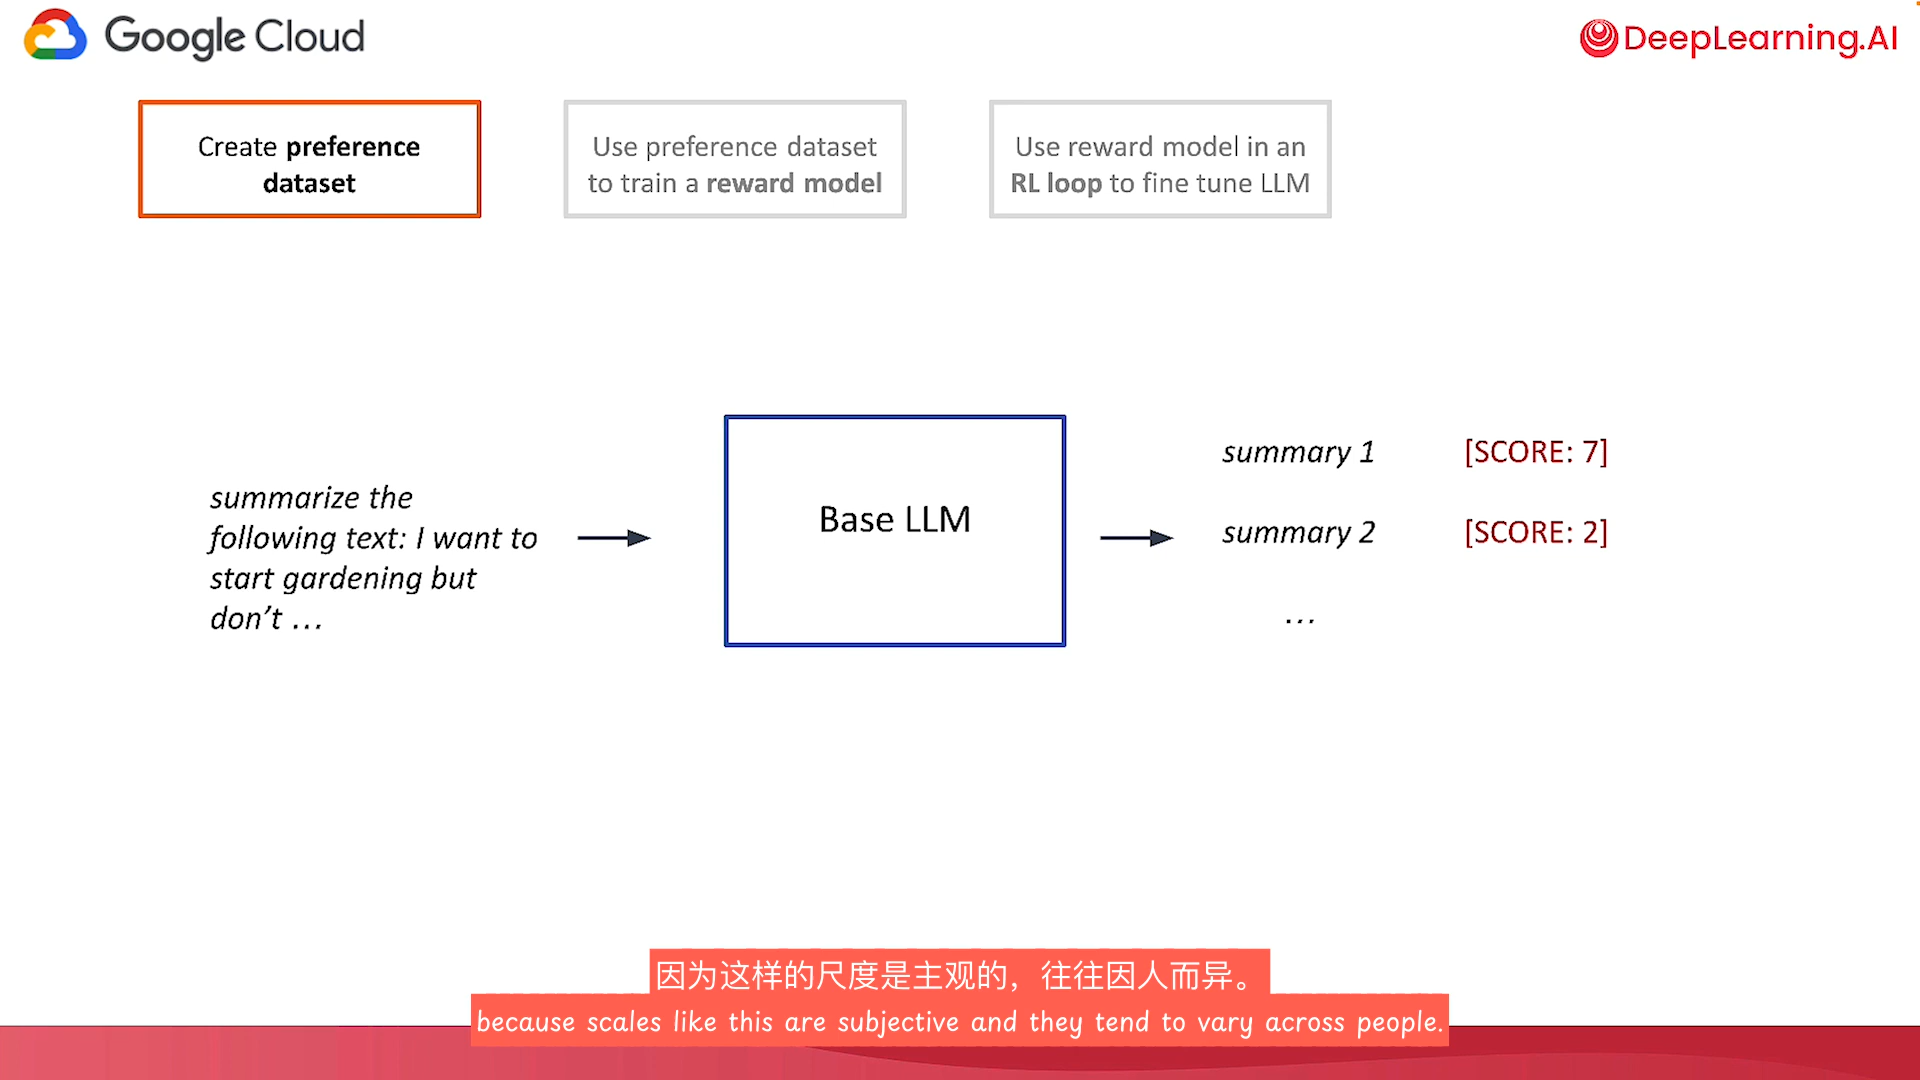 Google Cloud
DeepLearning.AI
Create preference
dataset
Use preference dataset
to train a reward model
Use reward model in an
RL loop to fine tune LLM
summarize the
following text: I want to
start gardening but
don’t …
Base LLM
summary 1 [SCORE: 7]
summary 2 [SCORE: 2]
…
因为这样的尺度是主观的，往往因人而异。
because scales like this are subjective and they tend to vary across people.